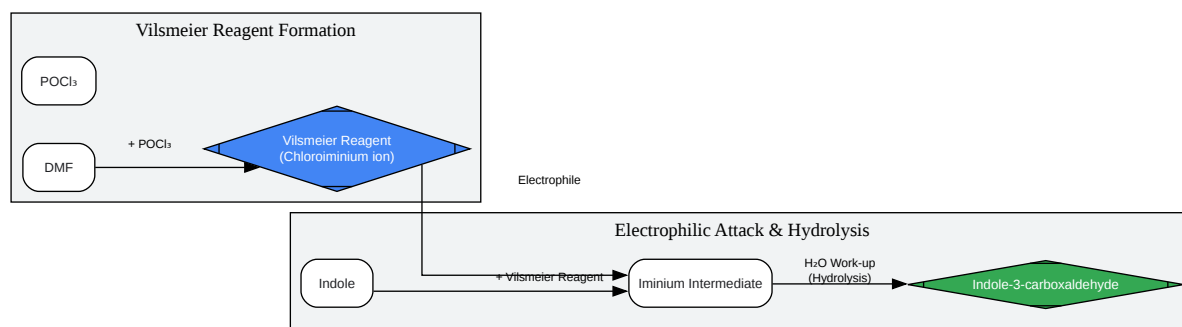 Vilsmeier Reagent Formation
POCl₃
+ POCl₃
DMF
Vilsmeier Reagent
(Chloroiminium ion)
Electrophile
Electrophilic Attack & Hydrolysis
Indole
+ Vilsmeier Reagent
Iminium Intermediate
H₂O Work-up
(Hydrolysis)
Indole-3-carboxaldehyde